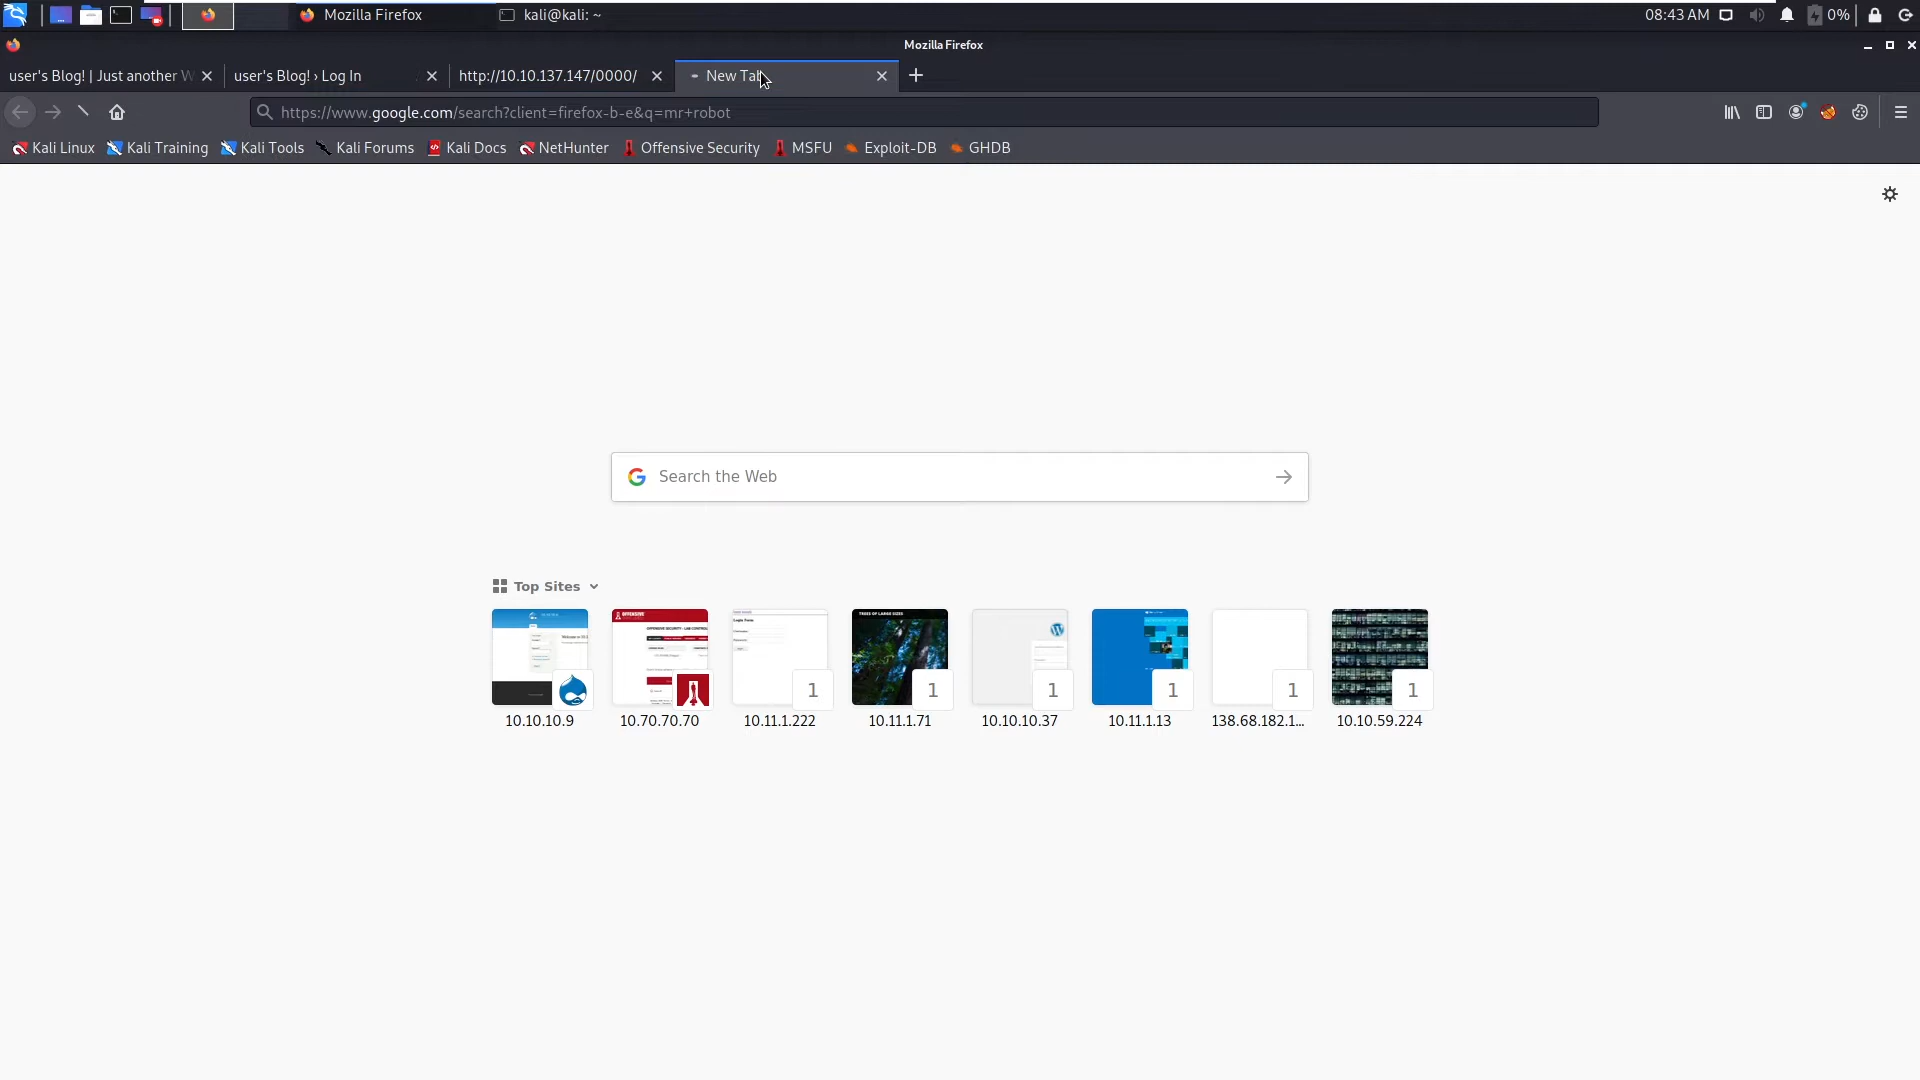 Mozilla Firefox
kali@kali: ~
08:43 AM
0%
Mozilla Firefox
user's Blog! | Just another W
user's Blog! › Log In
http://10.10.137.147/0000/
New Tab
https://www.google.com/search?client=firefox-b-e&q=mr+robot
Kali Linux
Kali Training
Kali Tools
Kali Forums
Kali Docs
NetHunter
Offensive Security
MSFU
Exploit-DB
GHDB
Search the Web
Top Sites
TREES OF LARGE SIZES
1
1
1
1
1
1
10.10.10.9
10.70.70.70
10.11.1.222
10.11.1.71
10.10.10.37
10.11.1.13
138.68.182.1...
10.10.59.224